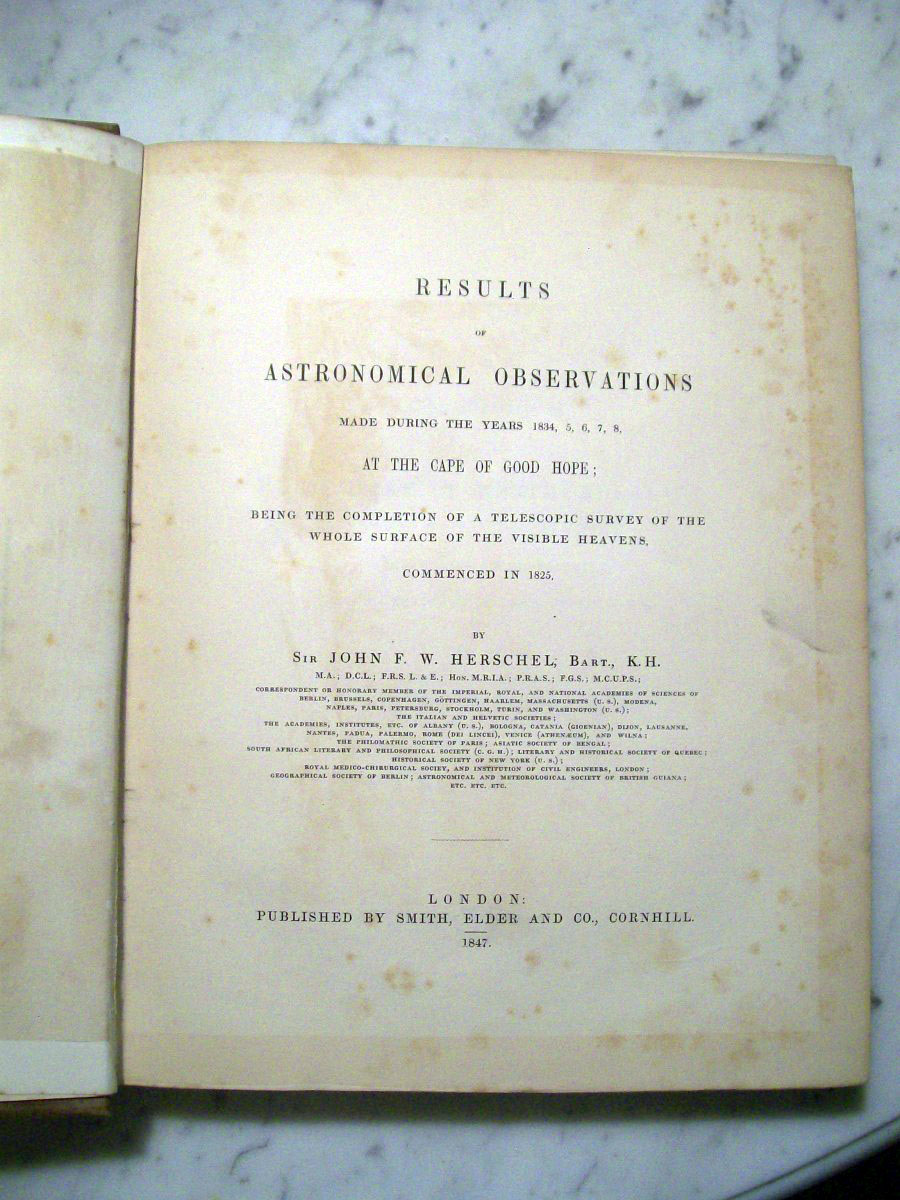 RESULTS
OF
ASTRONOMICAL OBSERVATIONS
MADE DURING THE YEARS 1834, 5, 6, 7, 8,
AT THE CAPE OF GOOD HOPE;
BEING THE COMPLETION OF A TELESCOPIC SURVEY OF THE
WHOLE SURFACE OF THE VISIBLE HEAVENS,
COMMENCED IN 1825,
BY
SIR JOHN F. W. HERSCHEL, BART., K.H.
M.A.; D.C.L.; F.R.S. L. & E.; HON. M.R.I.A.; P.R.A.S.; F.G.S.; M.C.U.P.S.;
CORRESPONDENT OR HONORARY MEMBER OF THE IMPERIAL, ROYAL, AND NATIONAL ACADEMIES OF SCIENCES OF
BERLIN, BRUSSELS, COPENHAGEN, GÖTTINGEN, HAARLEM, MASSACHUSETTS (U.S.), MODENA,
NAPLES, PARIS, PETERSBURG, STOCKHOLM, TURIN, AND WASHINGTON (U.S.);
THE ITALIAN AND HELVETIC SOCIETIES;
THE ACADEMIES, INSTITUTES, ETC. OF ALBANY (U.S.), BOLOGNA, CATANIA (GIOENIAN), DIJON, LAUSANNE,
NANTES, PADUA, PALERMO, ROME (DEI LINCEI), VENICE (ATHENÆUM), AND WILNA;
THE PHILOMATHIC SOCIETY OF PARIS; ASIATIC SOCIETY OF BENGAL;
SOUTH AFRICAN LITERARY AND PHILOSOPHICAL SOCIETY (C.G.H.); LITERARY AND HISTORICAL SOCIETY OF QUEBEC;
HISTORICAL SOCIETY OF NEW YORK (U.S.);
ROYAL MEDICO-CHIRURGICAL SOCIETY, AND INSTITUTION OF CIVIL ENGINEERS, LONDON;
GEOGRAPHICAL SOCIETY OF BERLIN; ASTRONOMICAL AND METEOROLOGICAL SOCIETY OF BRITISH GUIANA;
ETC. ETC. ETC.
LONDON:
PUBLISHED BY SMITH, ELDER AND CO., CORNHILL.
1847.